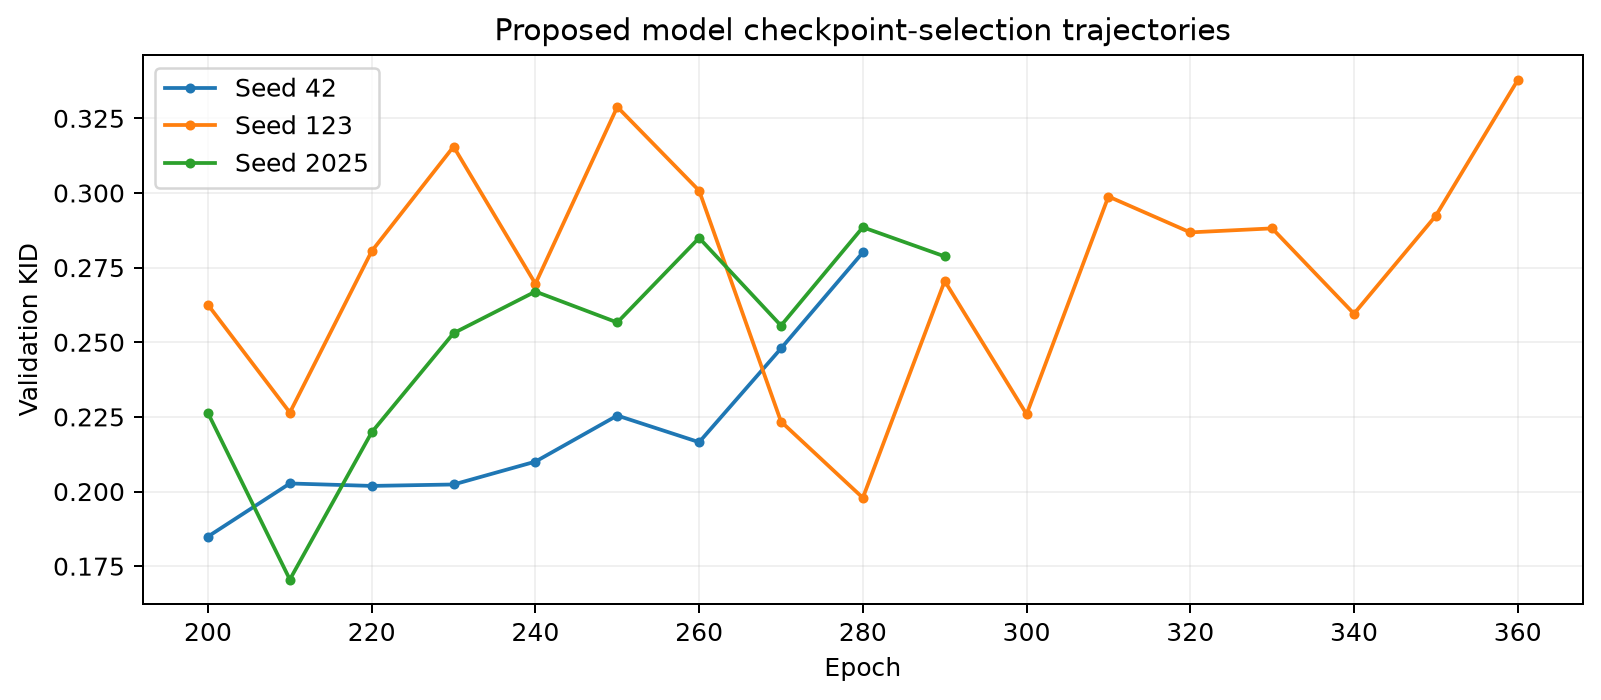 Proposed model checkpoint-selection trajectories
Seed 42
Seed 123
Seed 2025
Validation KID
0.325
0.300
0.275
0.250
0.225
0.200
0.175
200 220 240 260 280 300 320 340 360
Epoch